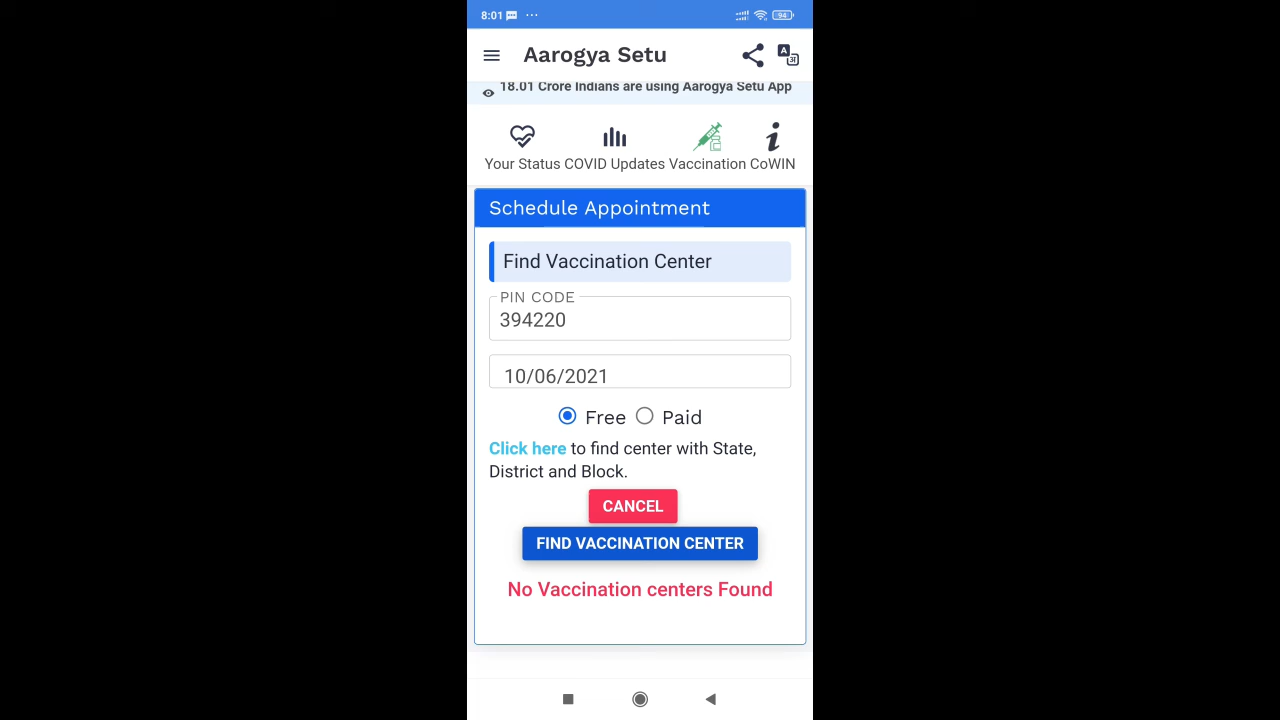 8:01 ... 94
Aarogya Setu
18.01 Crore Indians are using Aarogya Setu App
Your Status COVID Updates Vaccination CoWIN
Schedule Appointment
Find Vaccination Center
PIN CODE
394220
10/06/2021
Free Paid
Click here to find center with State,
District and Block.
CANCEL
FIND VACCINATION CENTER
No Vaccination centers Found